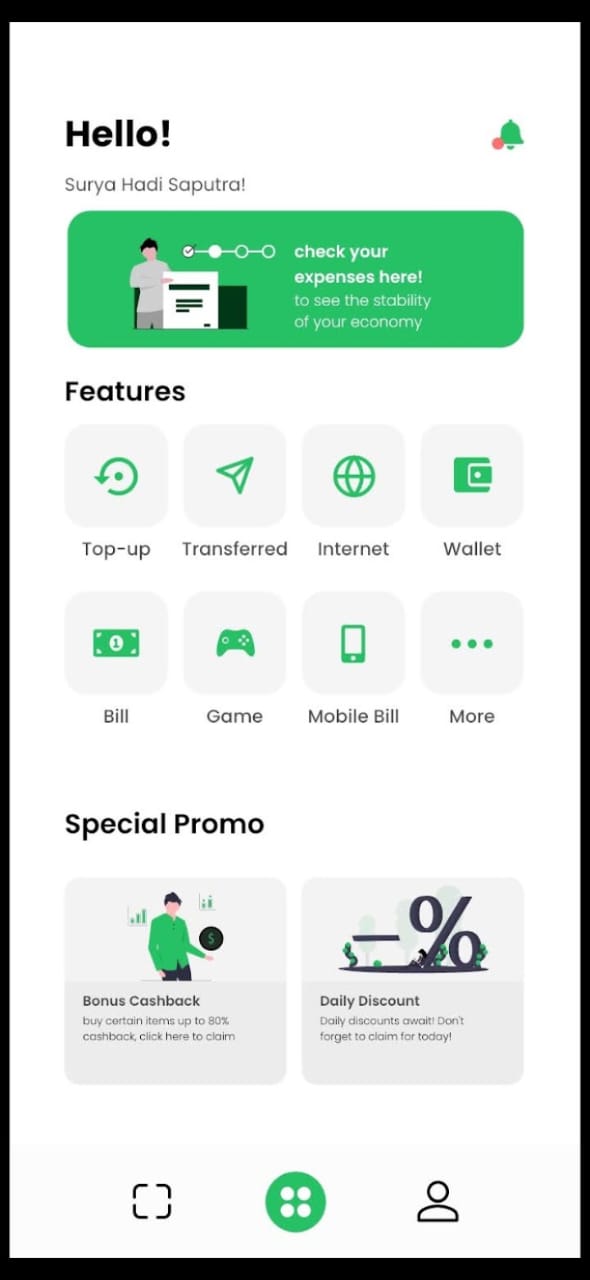 Hello!
Surya Hadi Saputra!
check your
expenses here!
to see the stability
of your economy
Features
Top-up
Transferred
Internet
Wallet
1
Bill
Game
Mobile Bill
More
Special Promo
$
-%
Bonus Cashback
buy certain items up to 80%
cashback, click here to claim
Daily Discount
Daily discounts await! Don't
forget to claim for today!